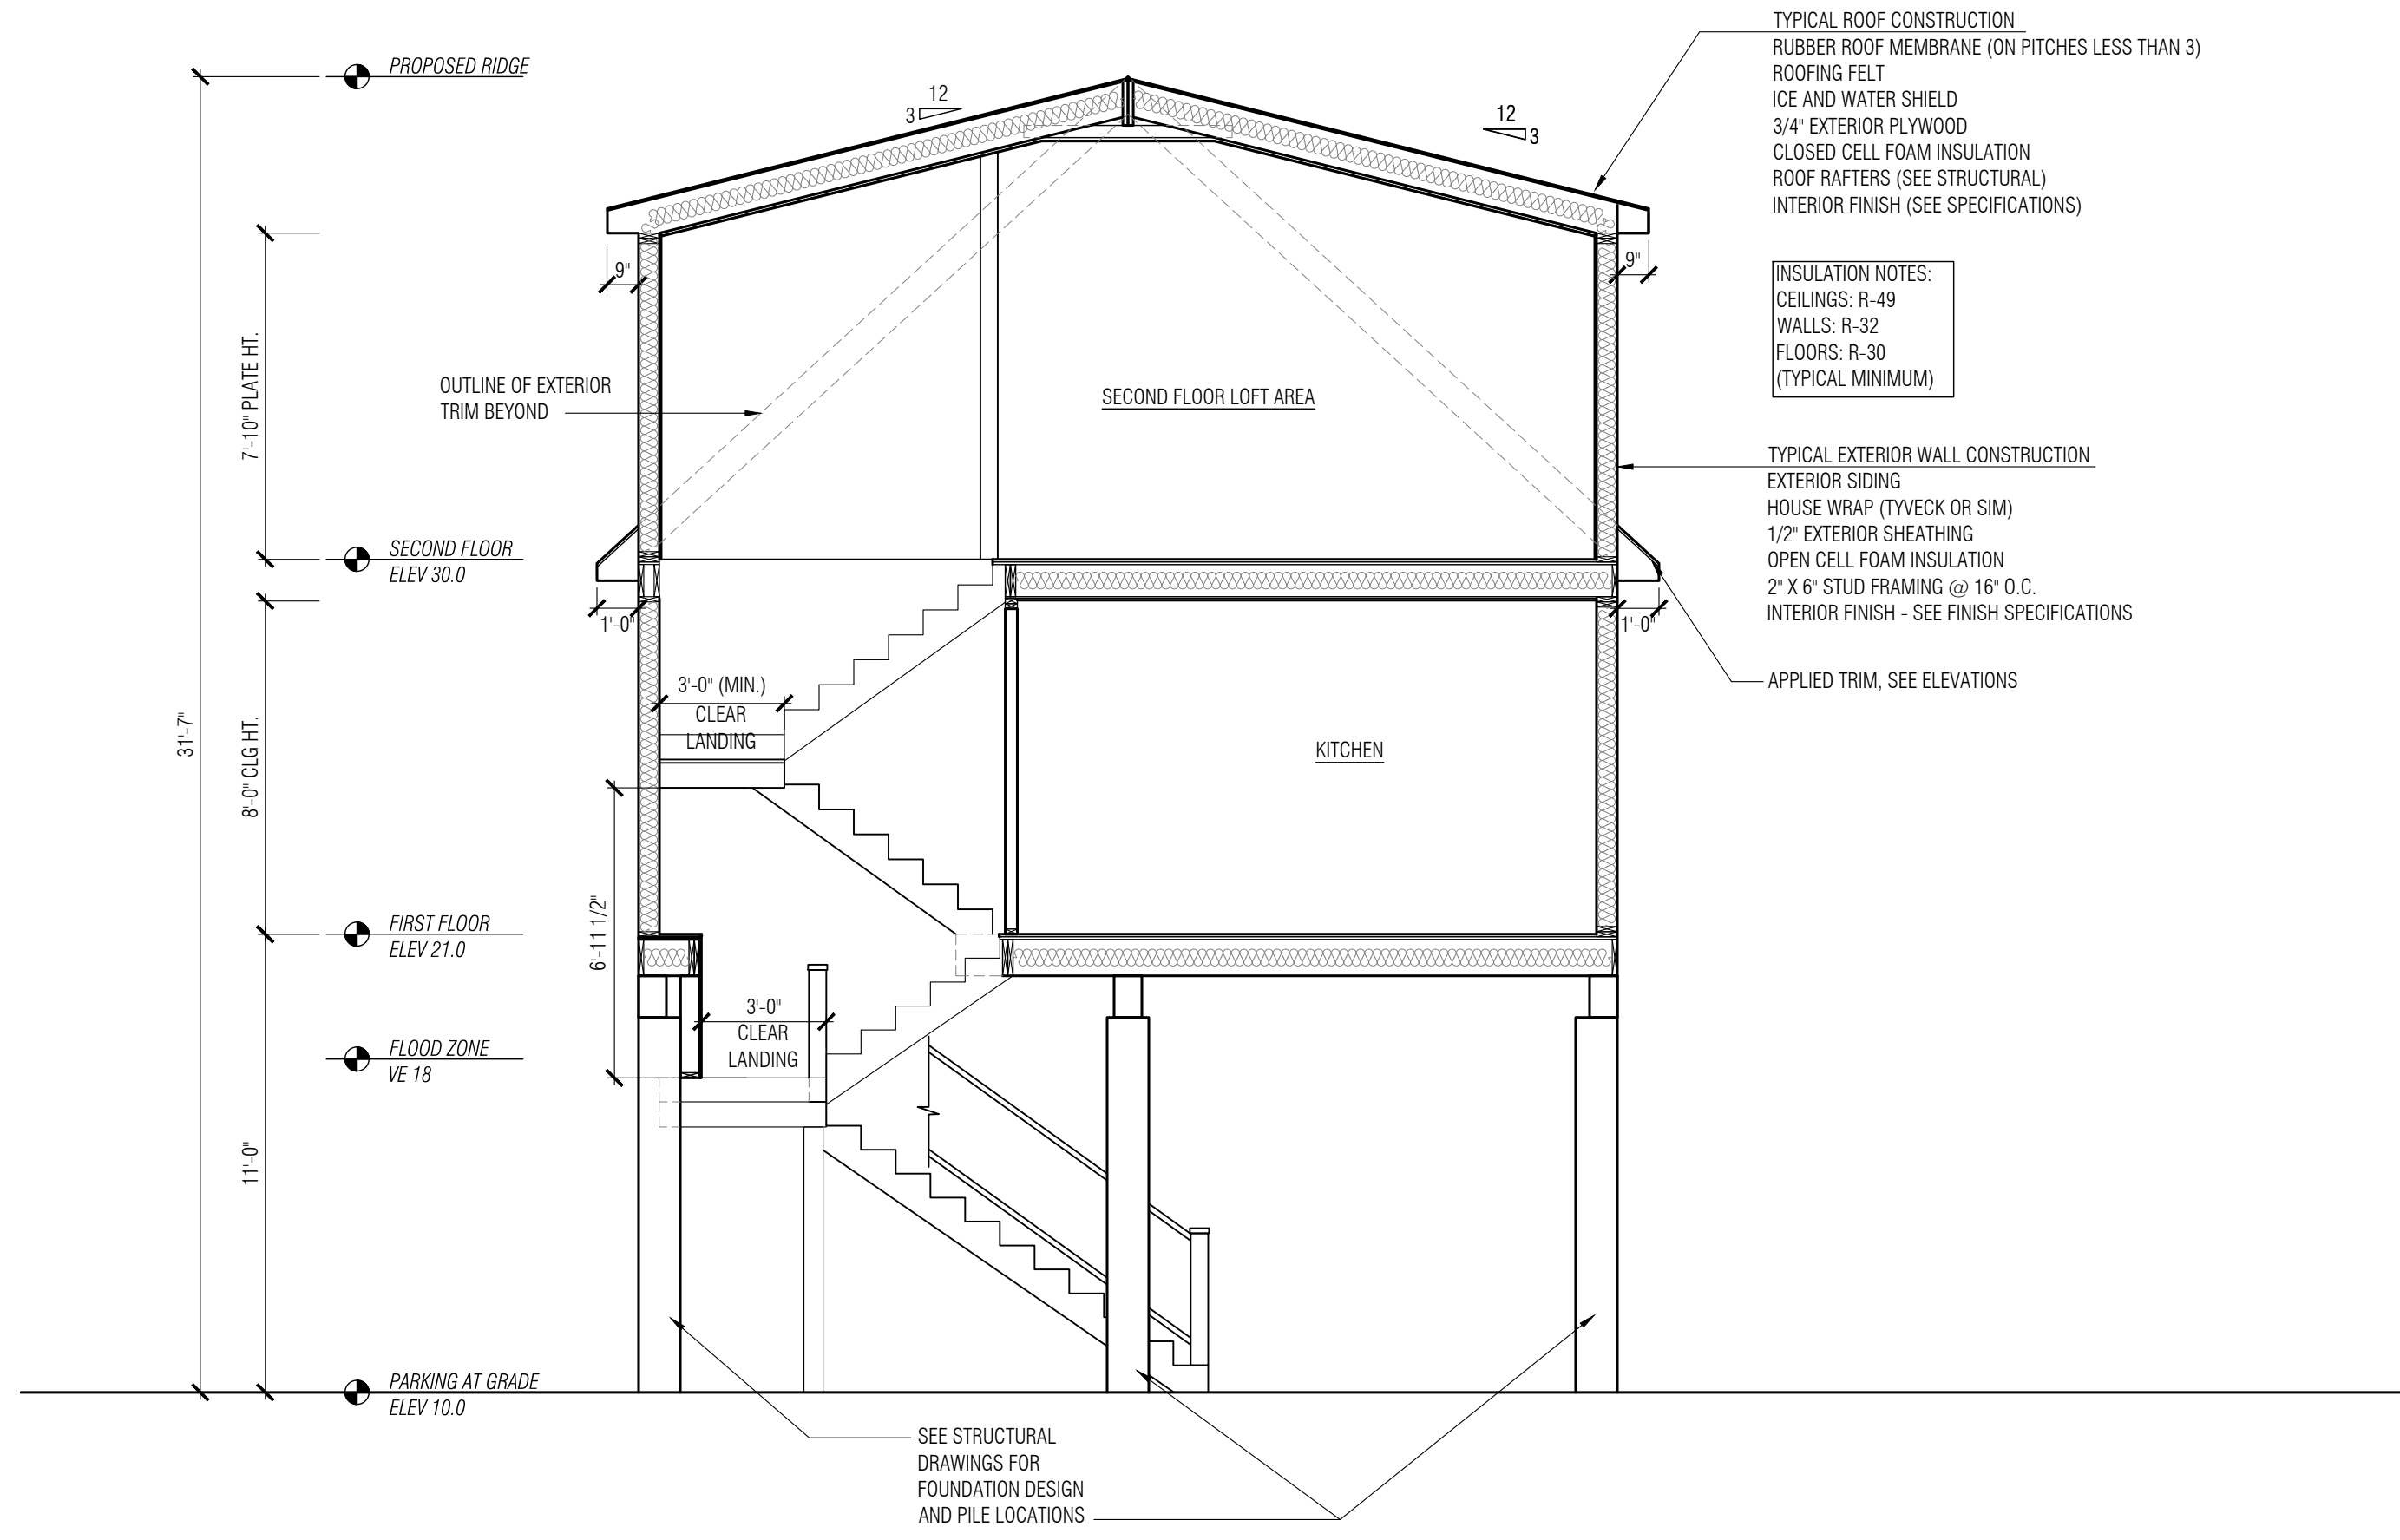 PROPOSED RIDGE
12
3
12
3
TYPICAL ROOF CONSTRUCTION
RUBBER ROOF MEMBRANE (ON PITCHES LESS THAN 3)
ROOFING FELT
ICE AND WATER SHIELD
3/4" EXTERIOR PLYWOOD
CLOSED CELL FOAM INSULATION
ROOF RAFTERS (SEE STRUCTURAL)
INTERIOR FINISH (SEE SPECIFICATIONS)
9"
9"
INSULATION NOTES:
CEILINGS: R-49
WALLS: R-32
FLOORS: R-30
(TYPICAL MINIMUM)
7'-10" PLATE HT.
OUTLINE OF EXTERIOR
TRIM BEYOND
SECOND FLOOR LOFT AREA
TYPICAL EXTERIOR WALL CONSTRUCTION
EXTERIOR SIDING
HOUSE WRAP (TYVECK OR SIM)
1/2" EXTERIOR SHEATHING
OPEN CELL FOAM INSULATION
2" X 6" STUD FRAMING @ 16" O.C.
INTERIOR FINISH - SEE FINISH SPECIFICATIONS
SECOND FLOOR
ELEV 30.0
1'-0"
1'-0"
APPLIED TRIM, SEE ELEVATIONS
3'-0" (MIN.)
CLEAR
LANDING
31'-7"
8'-0" CLG HT.
KITCHEN
FIRST FLOOR
ELEV 21.0
6'-11 1/2"
3'-0"
CLEAR
LANDING
FLOOD ZONE
VE 18
11'-0"
PARKING AT GRADE
ELEV 10.0
SEE STRUCTURAL
DRAWINGS FOR
FOUNDATION DESIGN
AND PILE LOCATIONS